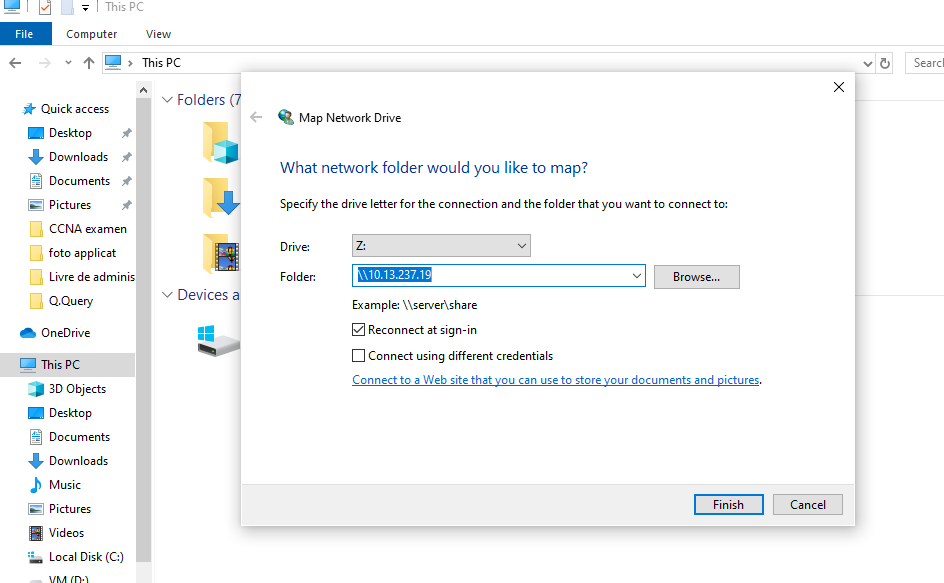 This PC
File Computer View
This PC
Search
Quick access
Desktop
Downloads
Documents
Pictures
CCNA examen
foto applicat
Livre de adminis
Q.Query
OneDrive
This PC
3D Objects
Desktop
Documents
Downloads
Music
Pictures
Videos
Local Disk (C:)
VM (D:)
Folders (7
Devices a
Map Network Drive
What network folder would you like to map?
Specify the drive letter for the connection and the folder that you want to connect to:
Drive: Z:
Folder: \\10.13.237.19 Browse...
Example: \\server\share
Reconnect at sign-in
Connect using different credentials
Connect to a Web site that you can use to store your documents and pictures.
Finish Cancel